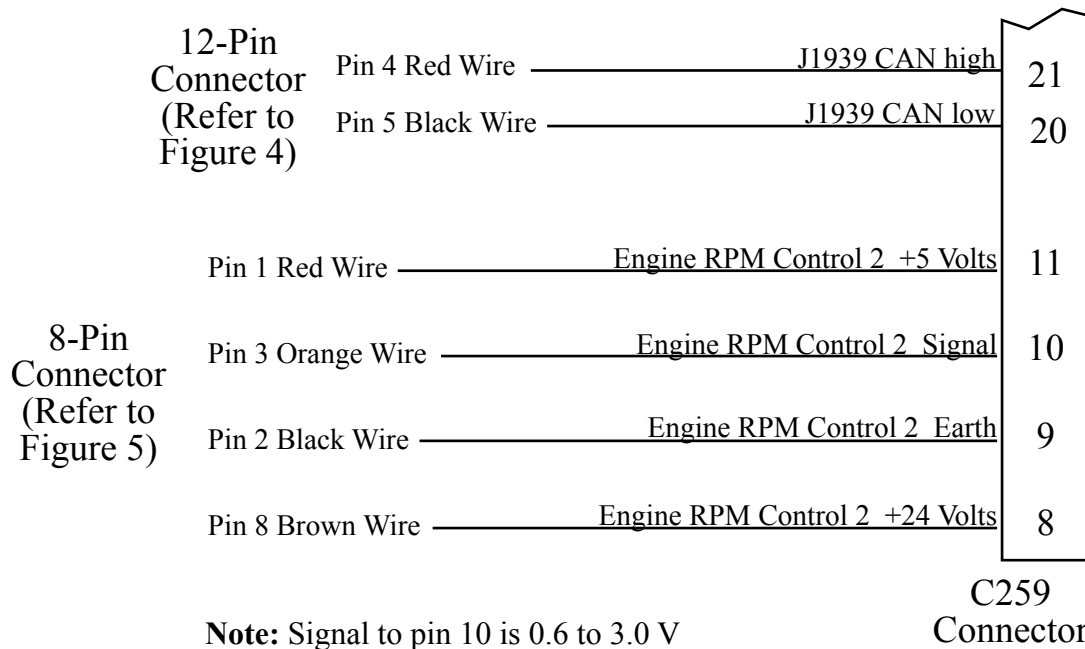 12-Pin
Connector
(Refer to
Figure 4)
Pin 4 Red Wire J1939 CAN high 21
Pin 5 Black Wire J1939 CAN low 20
8-Pin
Connector
(Refer to
Figure 5)
Pin 1 Red Wire Engine RPM Control 2 +5 Volts 11
Pin 3 Orange Wire Engine RPM Control 2 Signal 10
Pin 2 Black Wire Engine RPM Control 2 Earth 9
Pin 8 Brown Wire Engine RPM Control 2 +24 Volts 8
C259
Connector
Note: Signal to pin 10 is 0.6 to 3.0 V